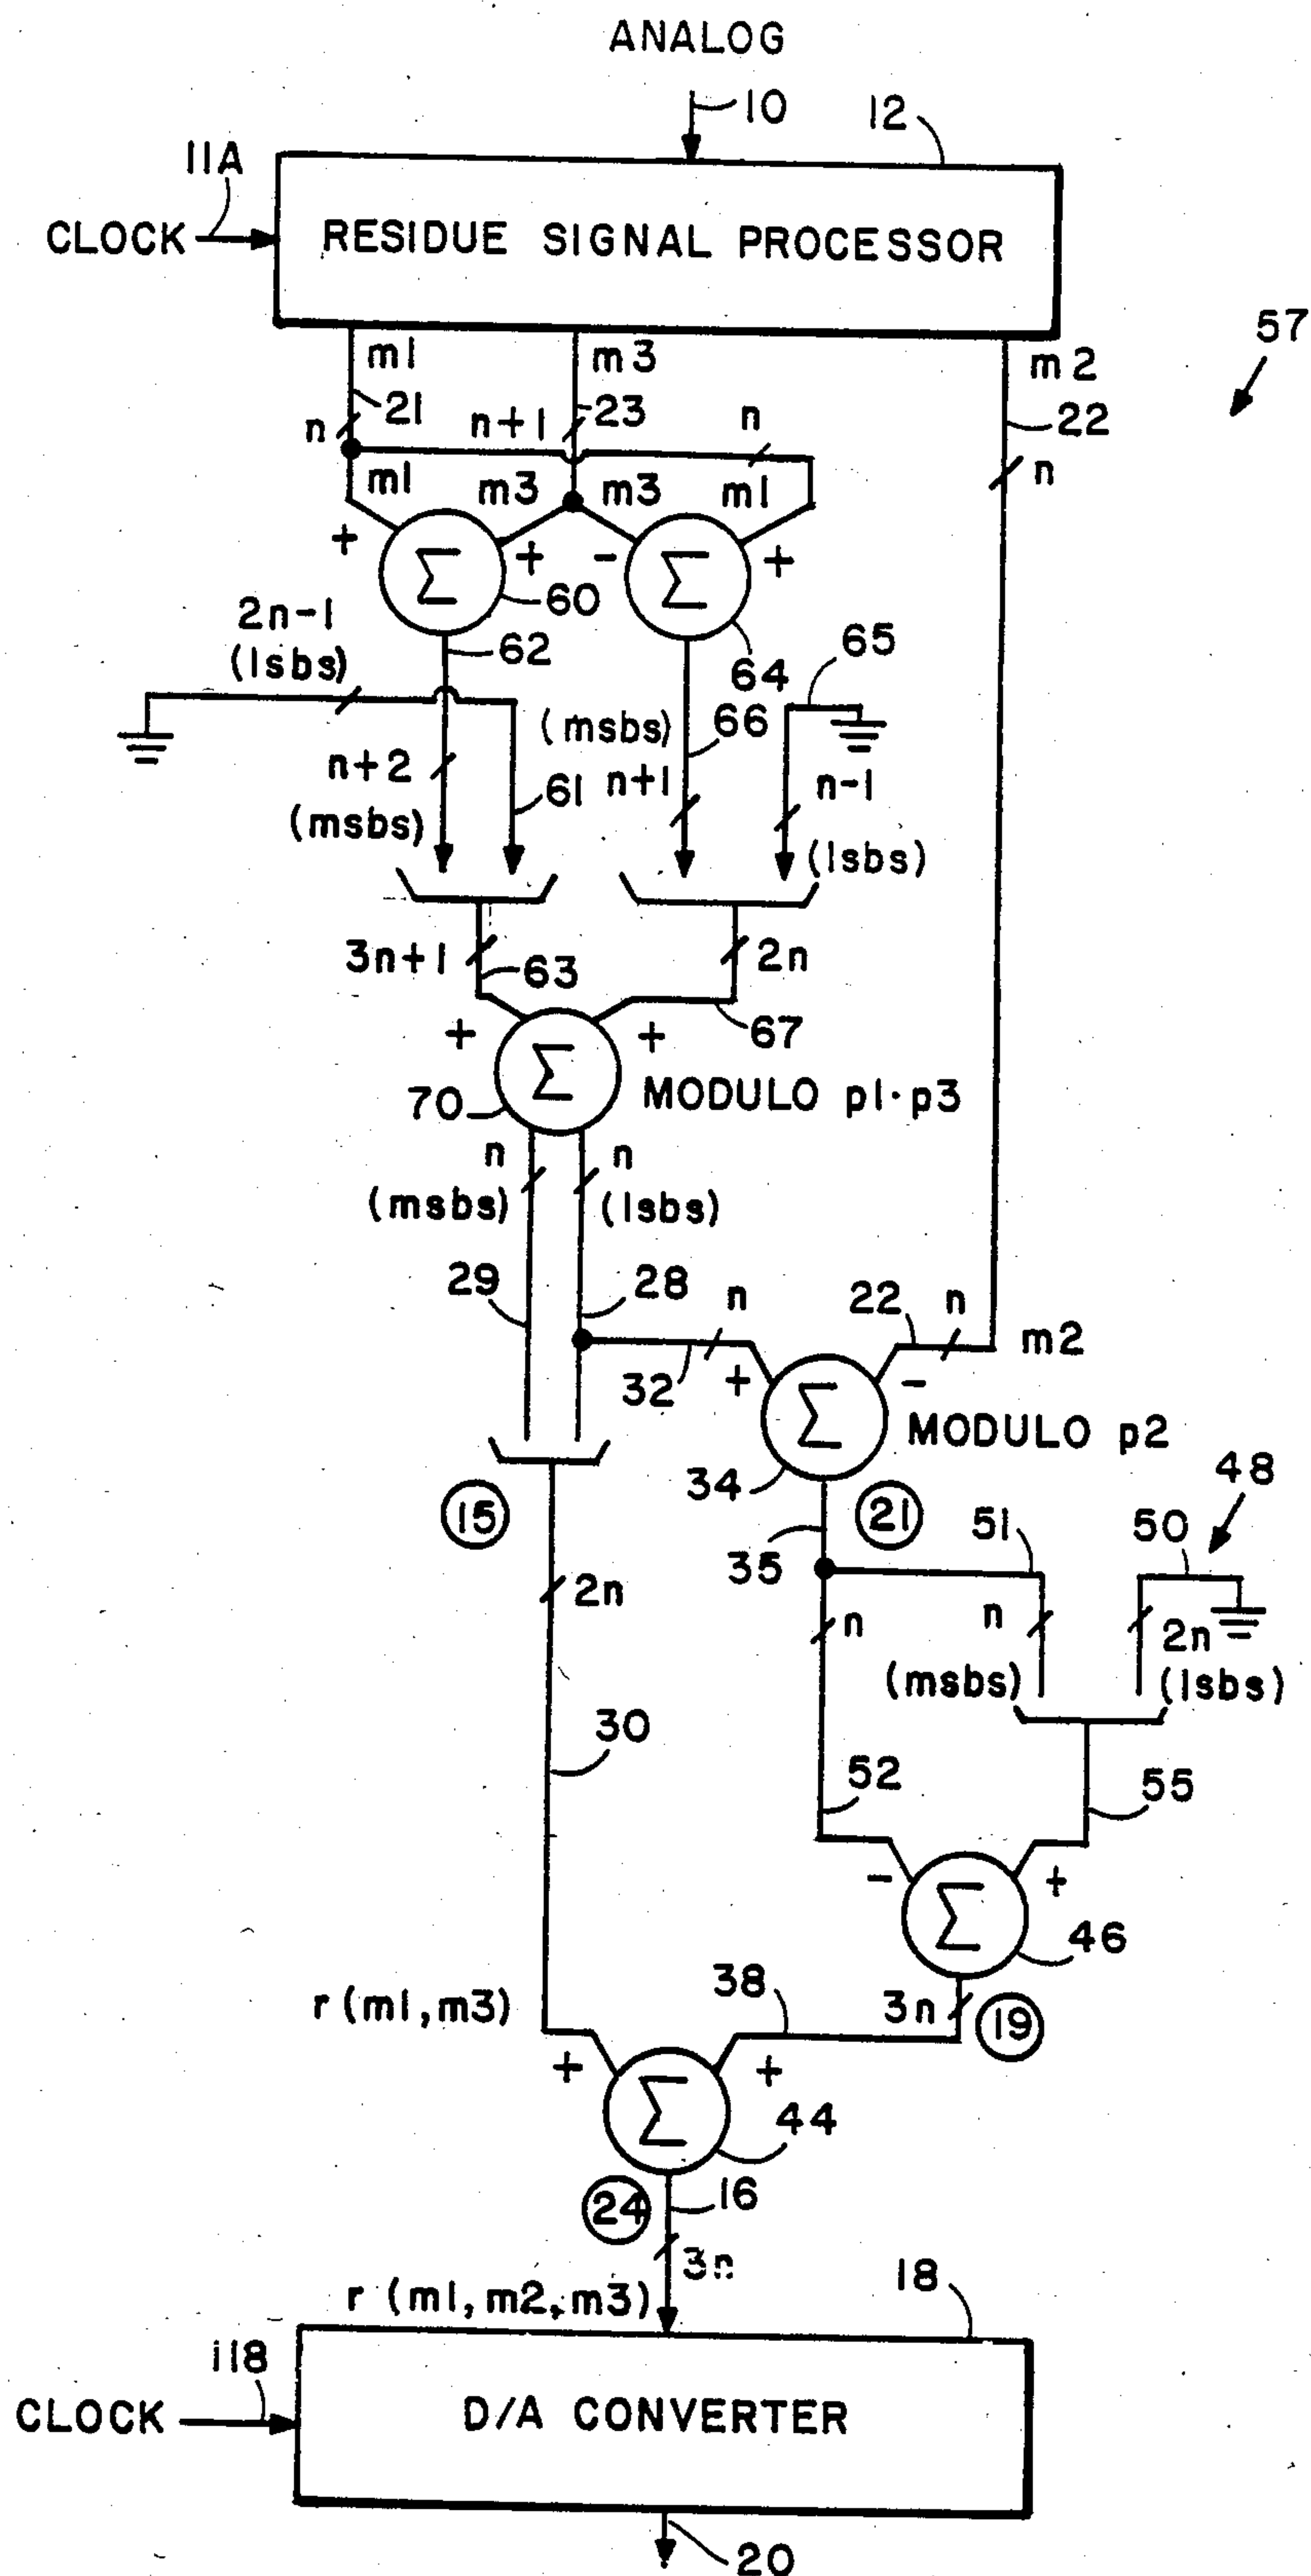 ANALOG
10
12
11A
CLOCK
RESIDUE SIGNAL PROCESSOR
57
m1
m3
m2
21
23
22
n
n+1
n
n
m1
m3
m3
m1
+
+
-
+
Σ
Σ
60
64
2n-1
(lsbs)
62
65
(msbs)
66
n+2
(msbs)
61
n+1
n-1
(lsbs)
3n+1
63
2n
67
+
+
Σ
70
MODULO p1·p3
n
(msbs)
n
(lsbs)
29
28
n
22
n
m2
32
+
-
Σ
MODULO p2
34
48
15
21
51
50
35
2n
n
n
(msbs)
2n
(lsbs)
30
52
55
-
+
Σ
46
r(m1,m3)
38
3n
19
+
+
Σ
44
24
16
3n
r (m1, m2, m3)
18
118
CLOCK
D/A CONVERTER
20